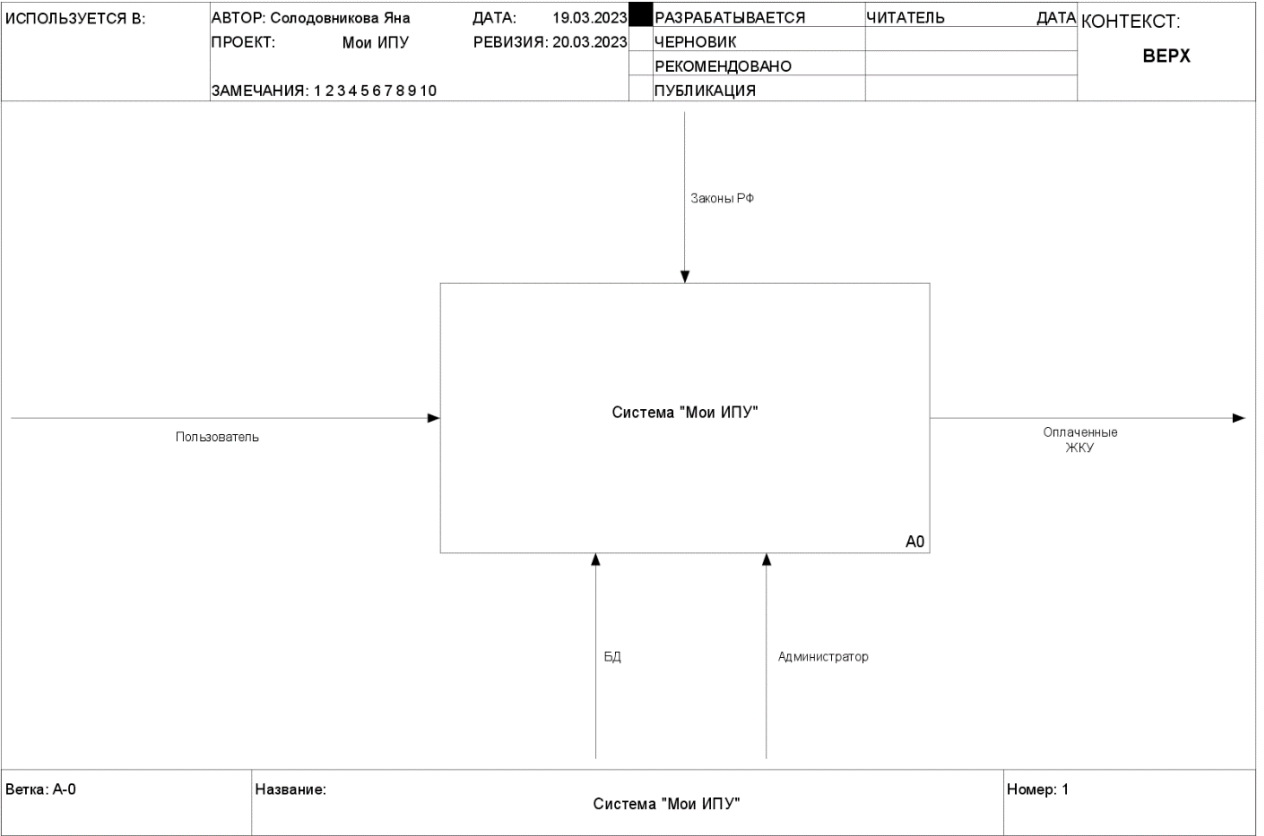 ИСПОЛЬЗУЕТСЯ В:
АВТОР: Солодовникова Яна
ДАТА: 19.03.2023
ПРОЕКТ: Мои ИПУ
РЕВИЗИЯ: 20.03.2023
ЗАМЕЧАНИЯ: 1 2 3 4 5 6 7 8 9 10
РАЗРАБАТЫВАЕТСЯ
ЧЕРНОВИК
РЕКОМЕНДОВАНО
ПУБЛИКАЦИЯ
ЧИТАТЕЛЬ
ДАТА
КОНТЕКСТ:
ВЕРХ
Законы РФ
Система "Мои ИПУ"
Пользователь
Оплаченные
ЖКУ
A0
БД
Администратор
Ветка: A-0
Название:
Система "Мои ИПУ"
Номер: 1